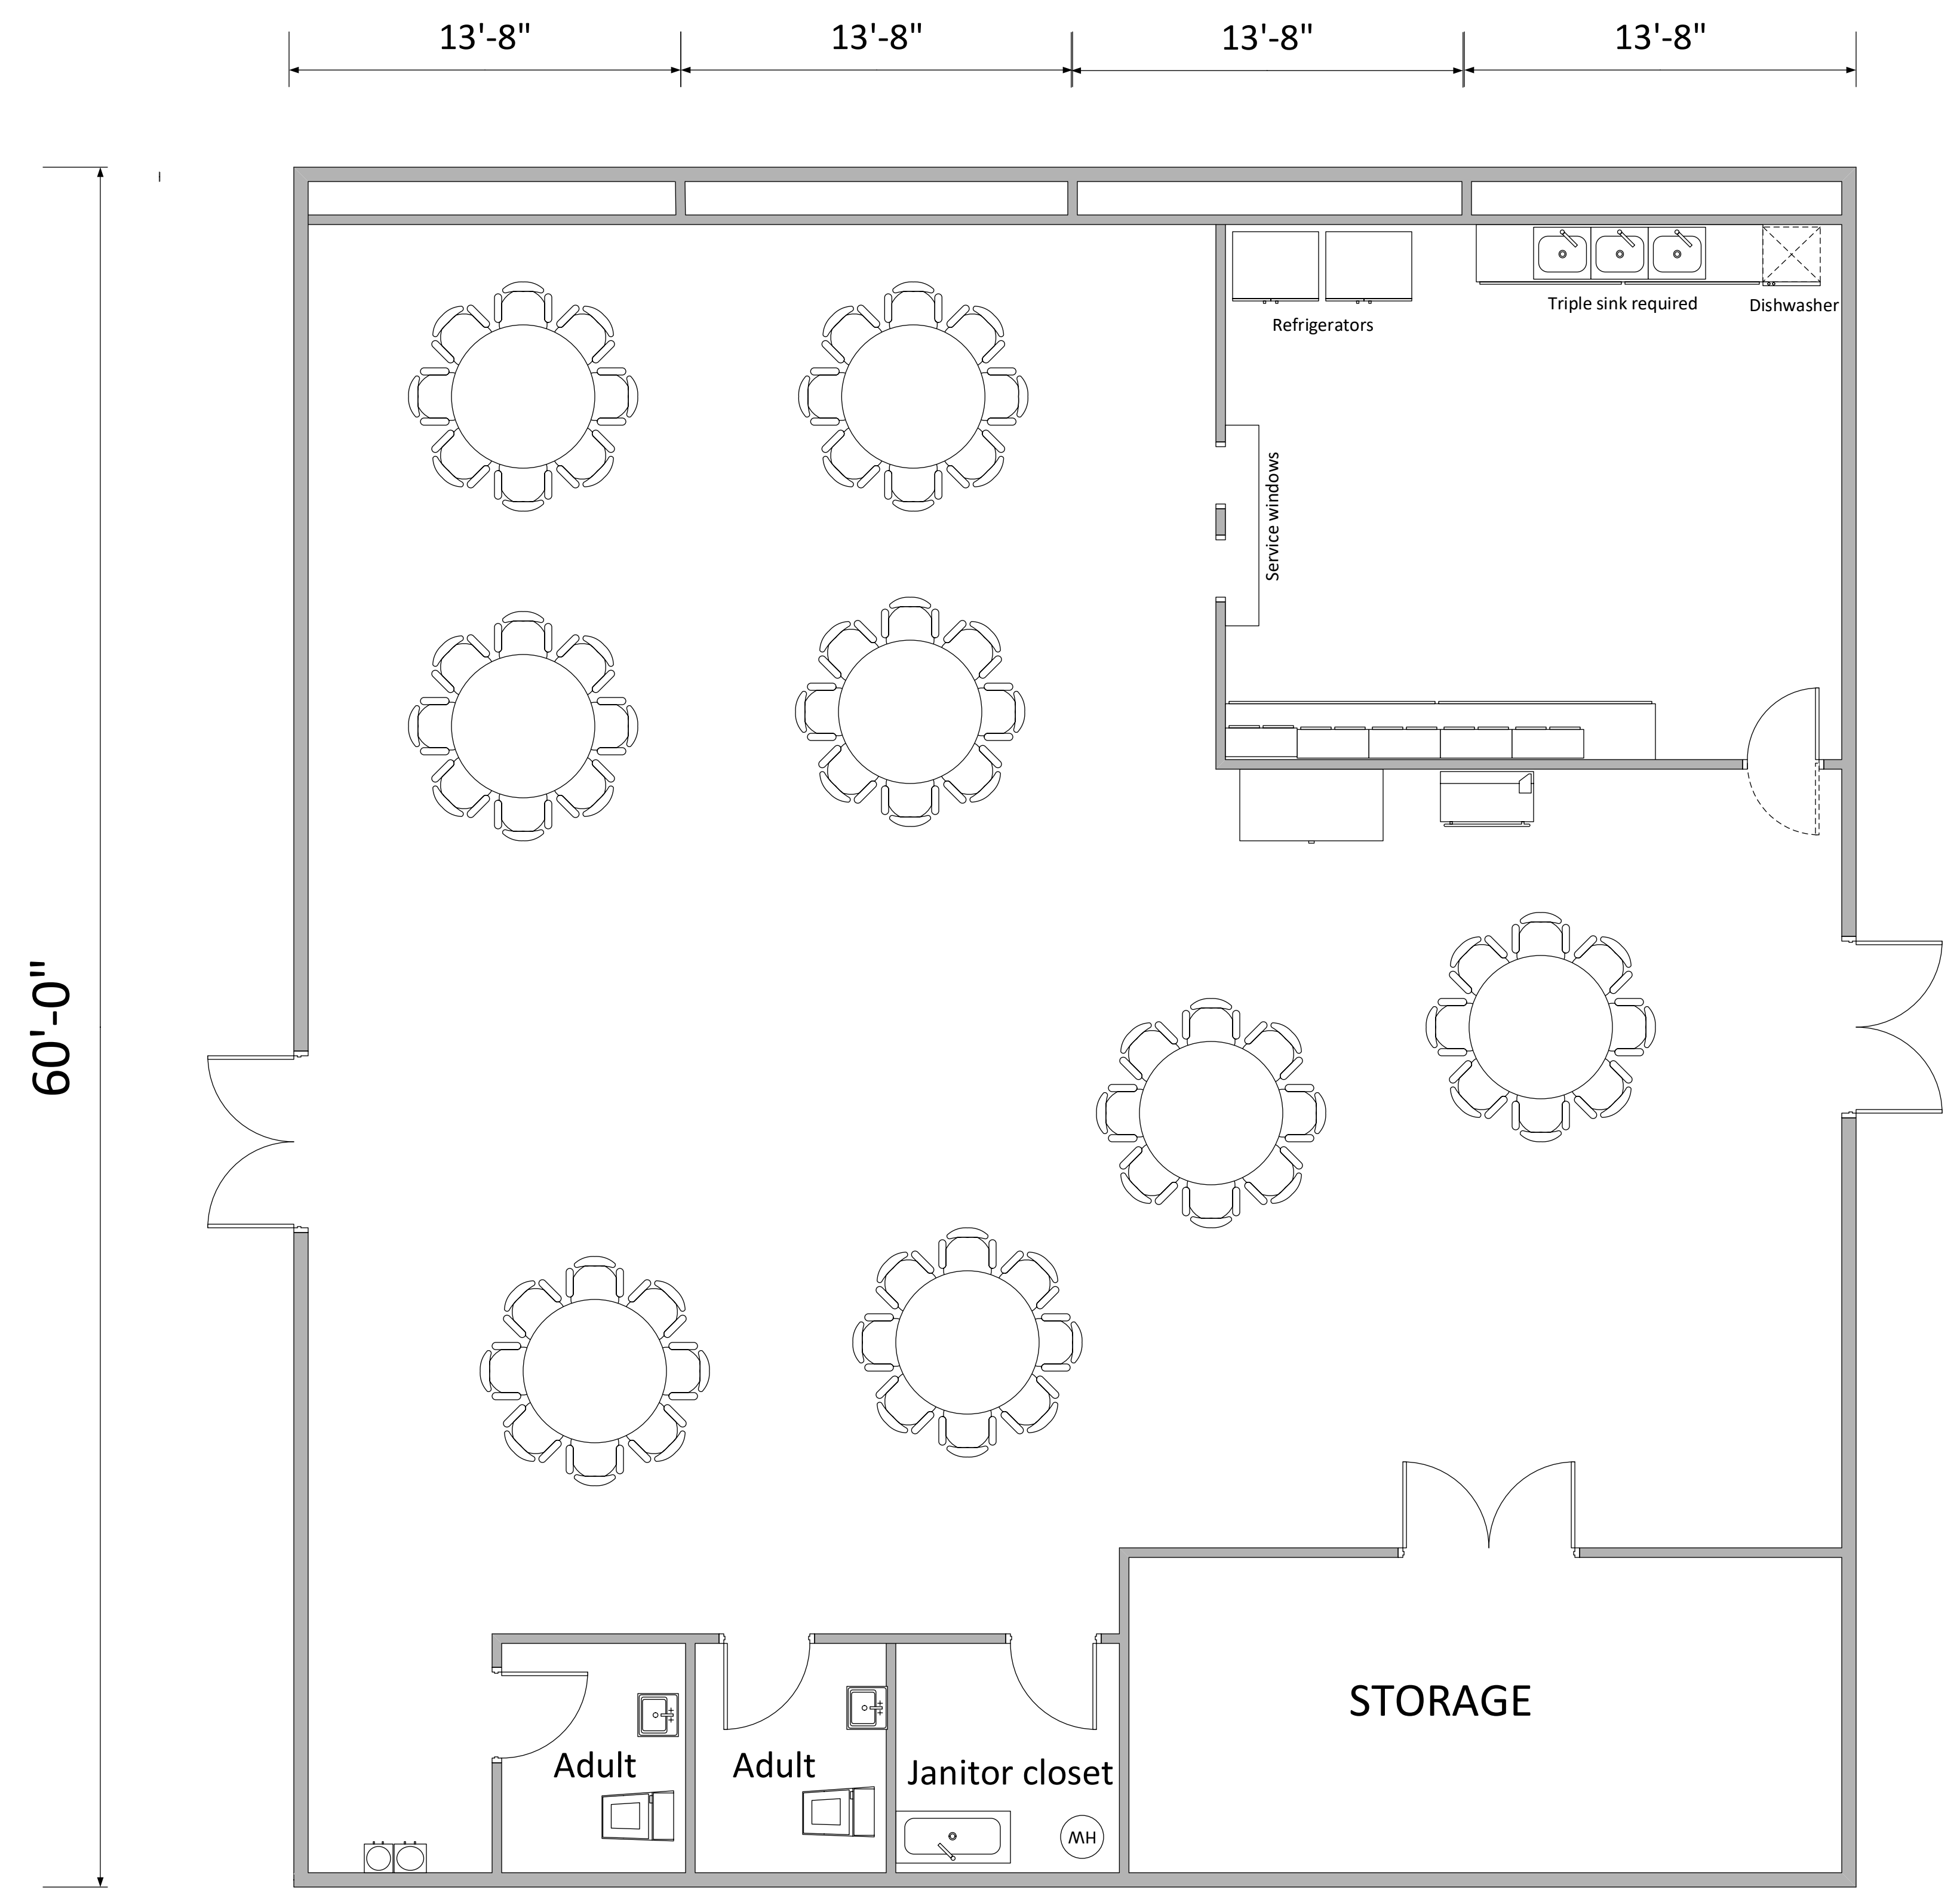 13'-8"
13'-8"
13'-8"
13'-8"
Triple sink required
Dishwasher
Refrigerators
Service windows
60'-0"
STORAGE
Adult
Adult
Janitor closet
HW